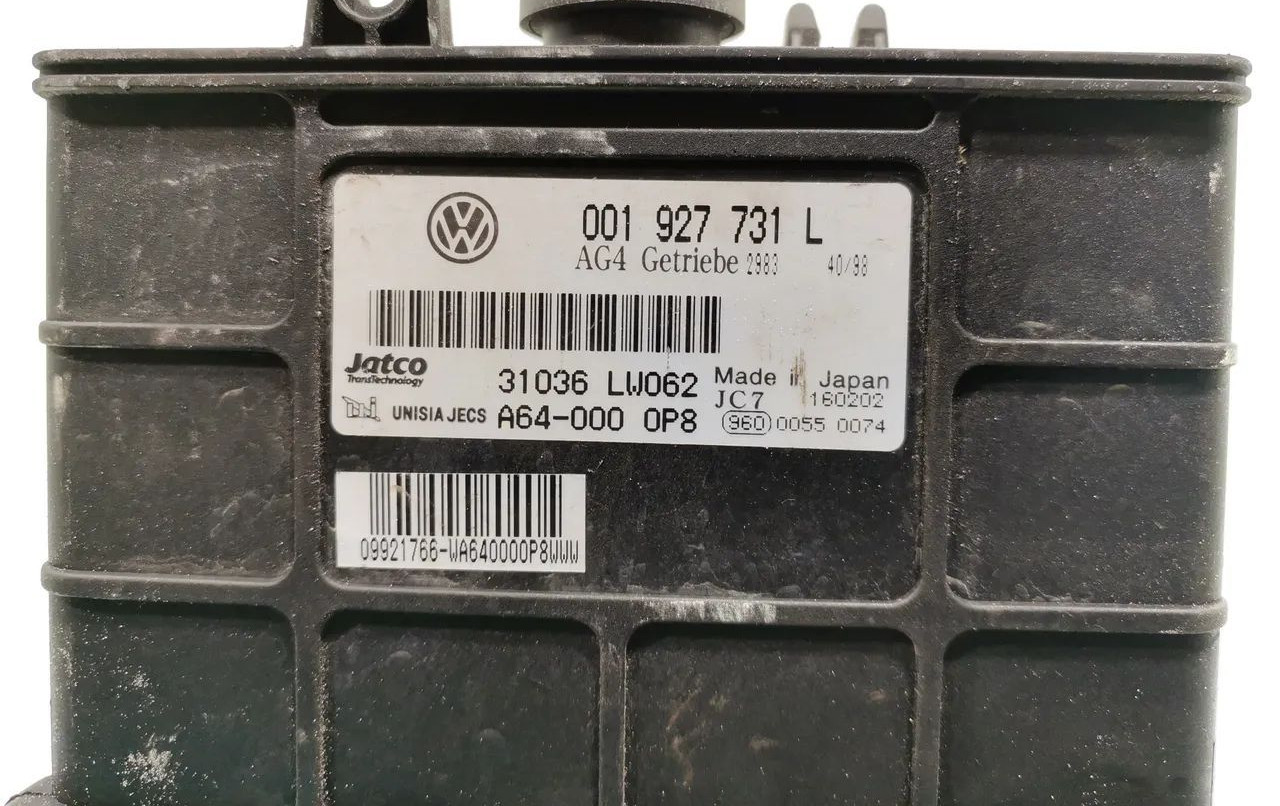 001 927 731 L
AG4 Getriebe 2983 40/98
Jatco
TransTechnology
31036 LW062
Made in Japan
JC7 160202
UNISIA JECS A64-000 0P8
960 0055 0074
09921766-WA640000P8WWW